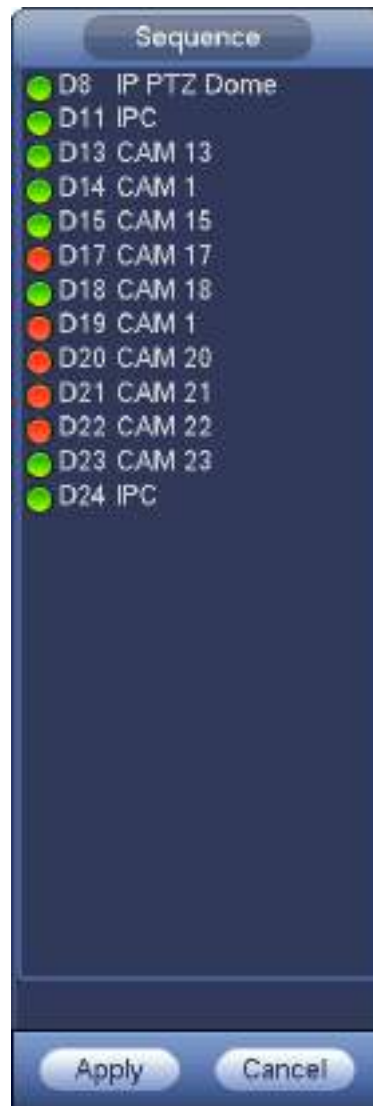 Sequence
D8 IP PTZ Dome
D11 IPC
D13 CAM 13
D14 CAM 1
D15 CAM 15
D17 CAM 17
D18 CAM 18
D19 CAM 1
D20 CAM 20
D21 CAM 21
D22 CAM 22
D23 CAM 23
D24 IPC
Apply Cancel